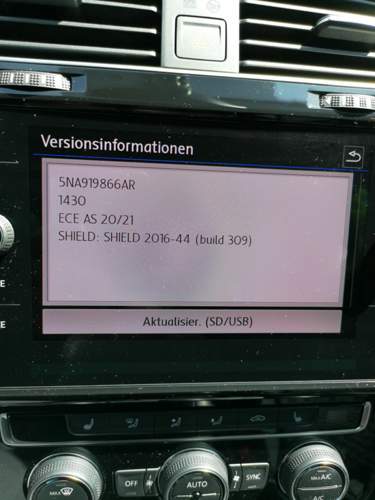 Versionsinformationen
5NA919866AR
1430
ECE AS 20/21
SHIELD: SHIELD 2016-44 (build 309)
Aktualisier. (SD/USB)
E
E
OFF
AUTO
SYNC
MAX A/C
A/C